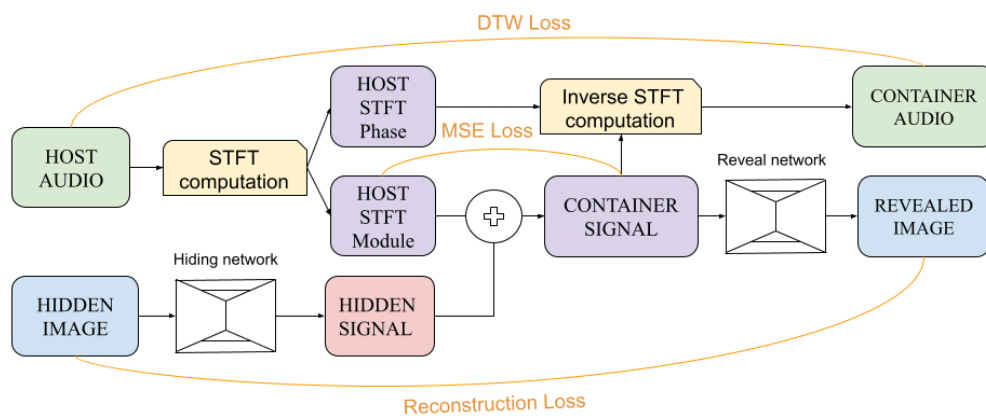 DTW Loss
HOST
STFT
Phase
Inverse STFT
computation
CONTAINER
AUDIO
MSE Loss
HOST
AUDIO
STFT
computation
Reveal network
HOST
STFT
Module
CONTAINER
SIGNAL
REVEALED
IMAGE
Hiding network
HIDDEN
IMAGE
HIDDEN
SIGNAL
Reconstruction Loss